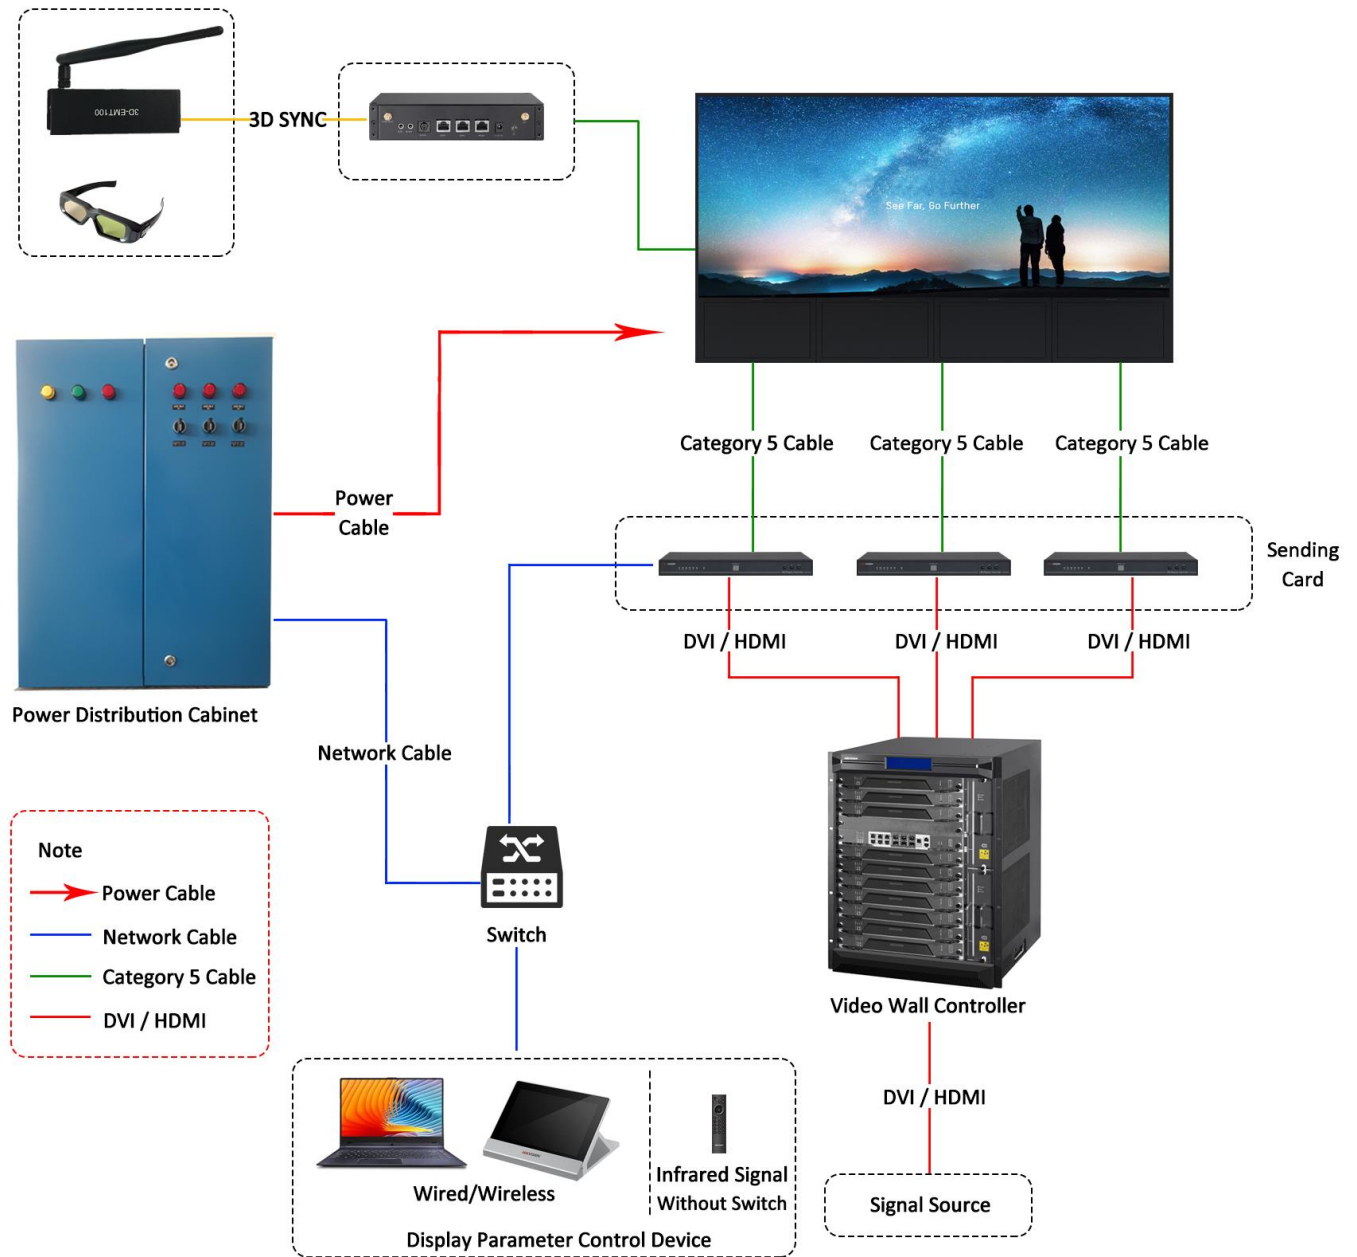 3D-EMT100
3D SYNC
See Far, Go Further
Category 5 Cable
Category 5 Cable
Category 5 Cable
Power
Cable
Sending
Card
DVI / HDMI
DVI / HDMI
DVI / HDMI
Power Distribution Cabinet
Network Cable
Note
Power Cable
Network Cable
Category 5 Cable
DVI / HDMI
Switch
Video Wall Controller
DVI / HDMI
Wired/Wireless
Infrared Signal
Without Switch
Display Parameter Control Device
Signal Source